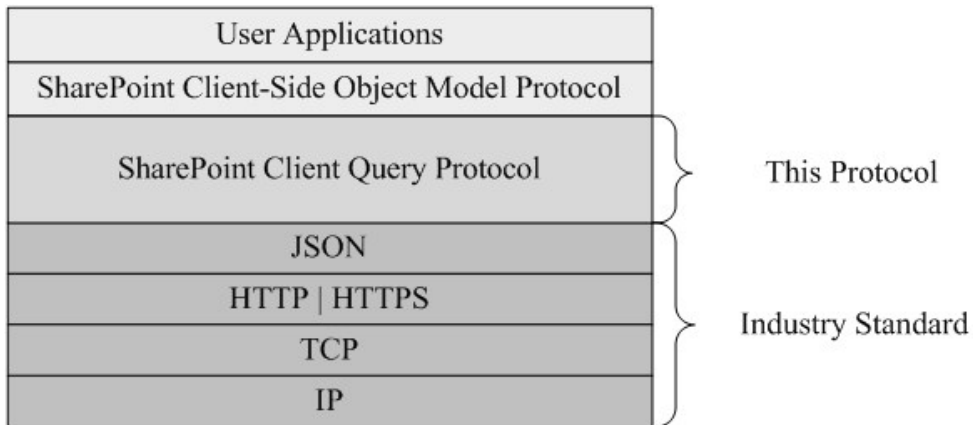 User Applications
SharePoint Client-Side Object Model Protocol
SharePoint Client Query Protocol
This Protocol
JSON
HTTP | HTTPS
TCP
IP
Industry Standard